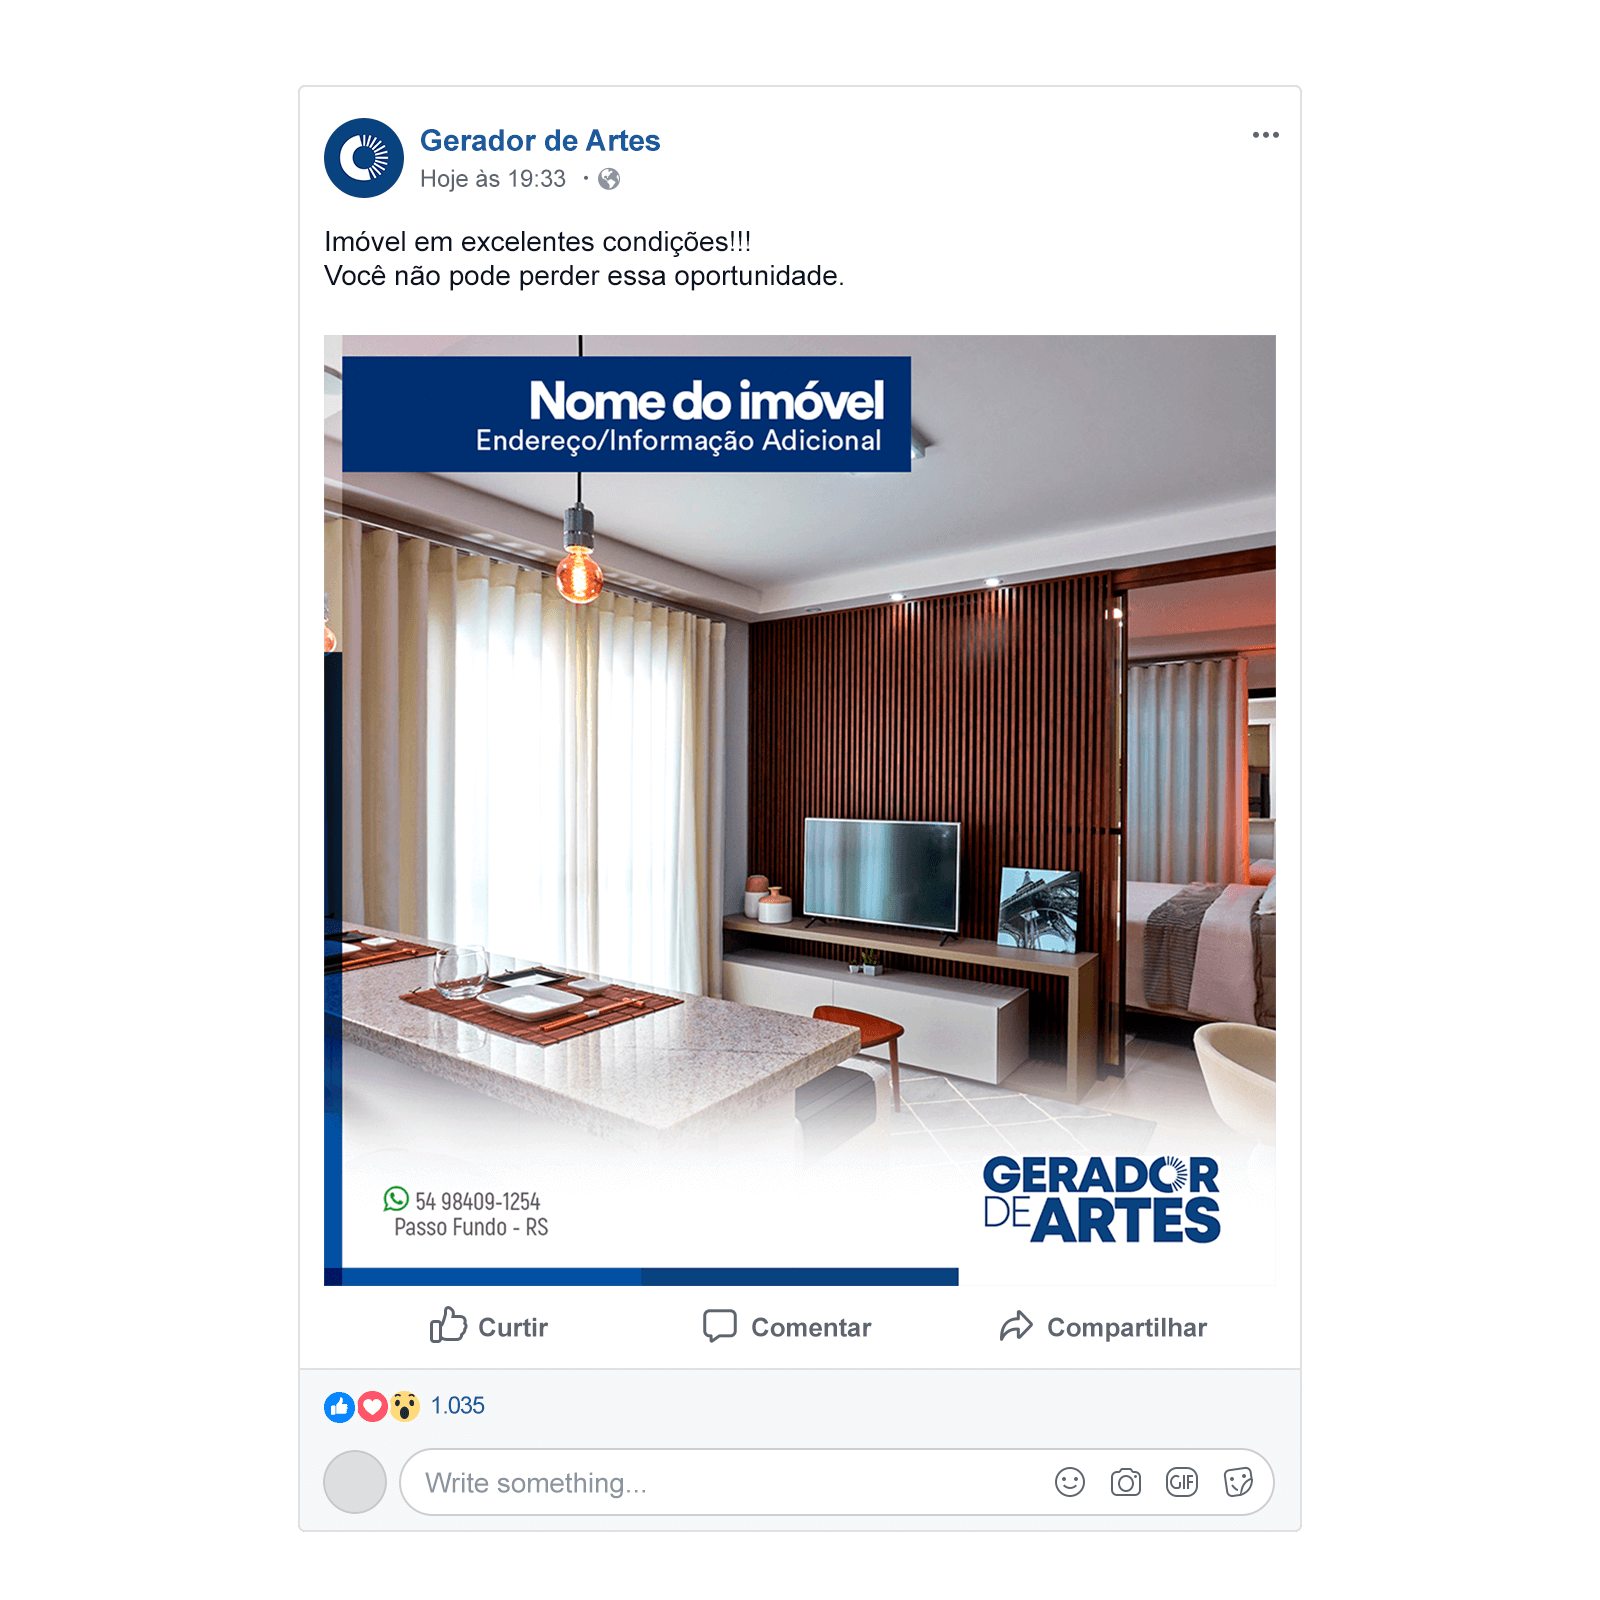 Gerador de Artes
Hoje às 19:33 ·
Imóvel em excelentes condições!!!
Você não pode perder essa oportunidade.
Nome do imóvel
Endereço/Informação Adicional
54 98409-1254
Passo Fundo - RS
GERADOR
DE ARTES
Curtir
Comentar
Compartilhar
1.035
Write something...
GIF